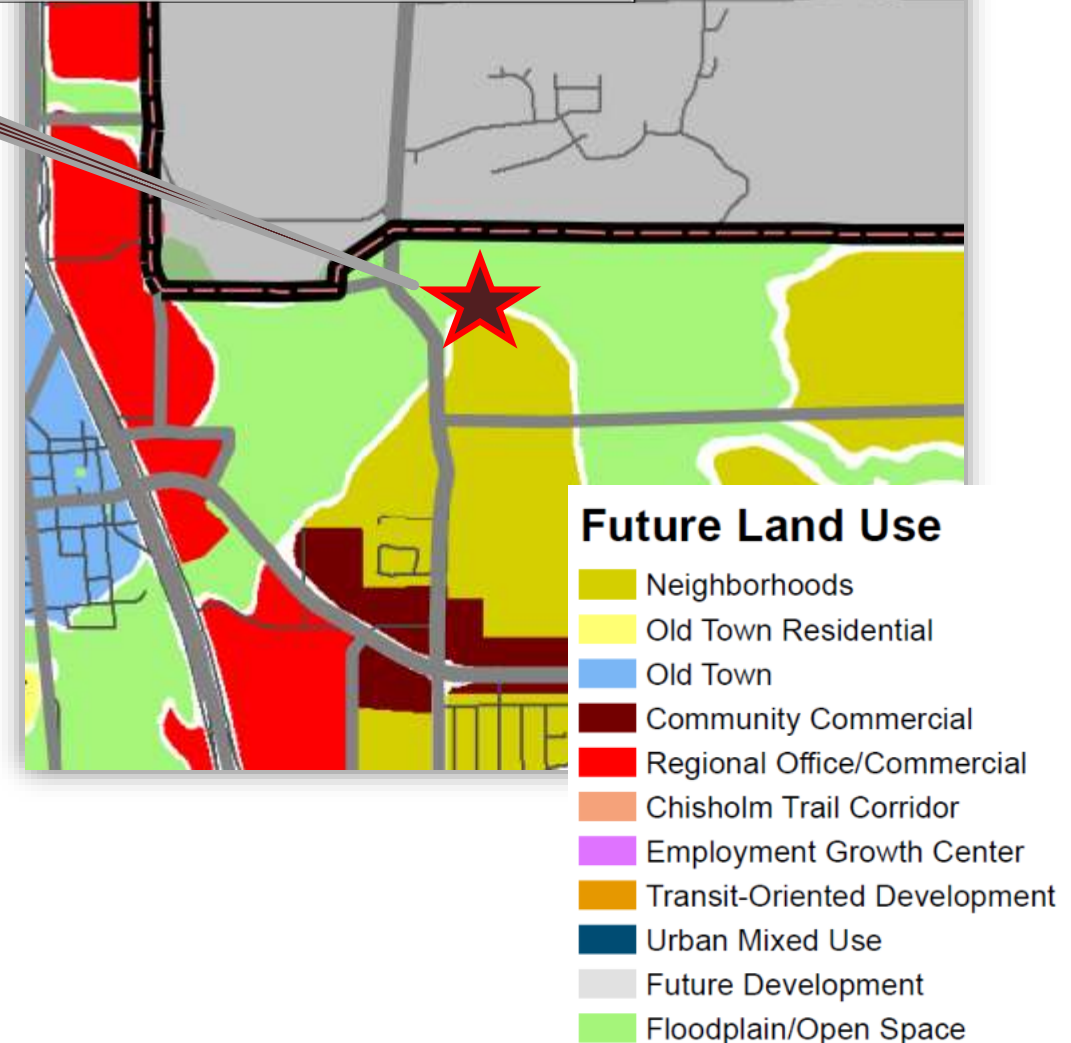 Future Land Use
Neighborhoods
Old Town Residential
Old Town
Community Commercial
Regional Office/Commercial
Chisholm Trail Corridor
Employment Growth Center
Transit-Oriented Development
Urban Mixed Use
Future Development
Floodplain/Open Space